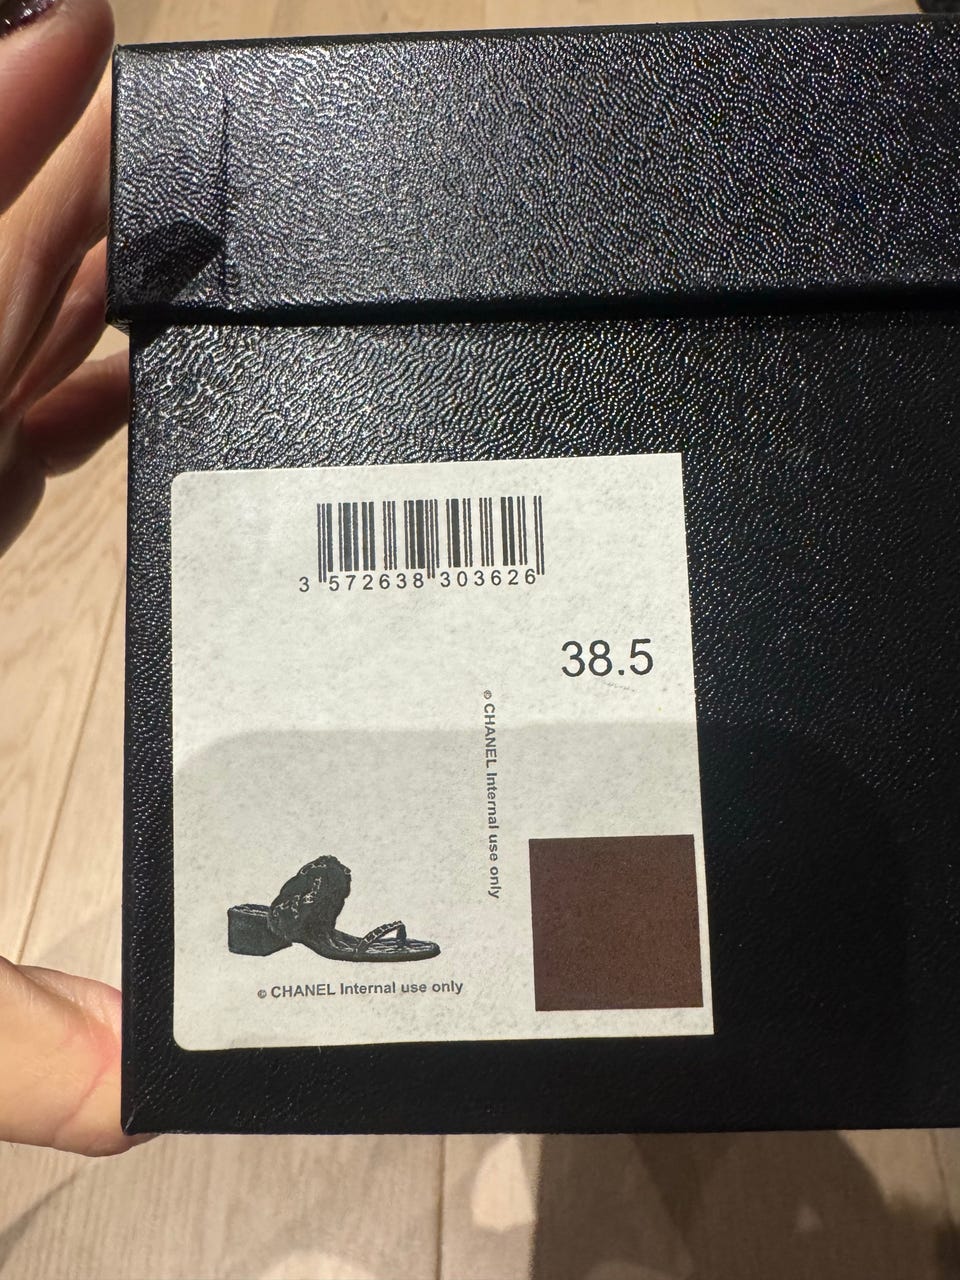 3 572638 303626
38.5
© CHANEL Internal use only
© CHANEL Internal use only